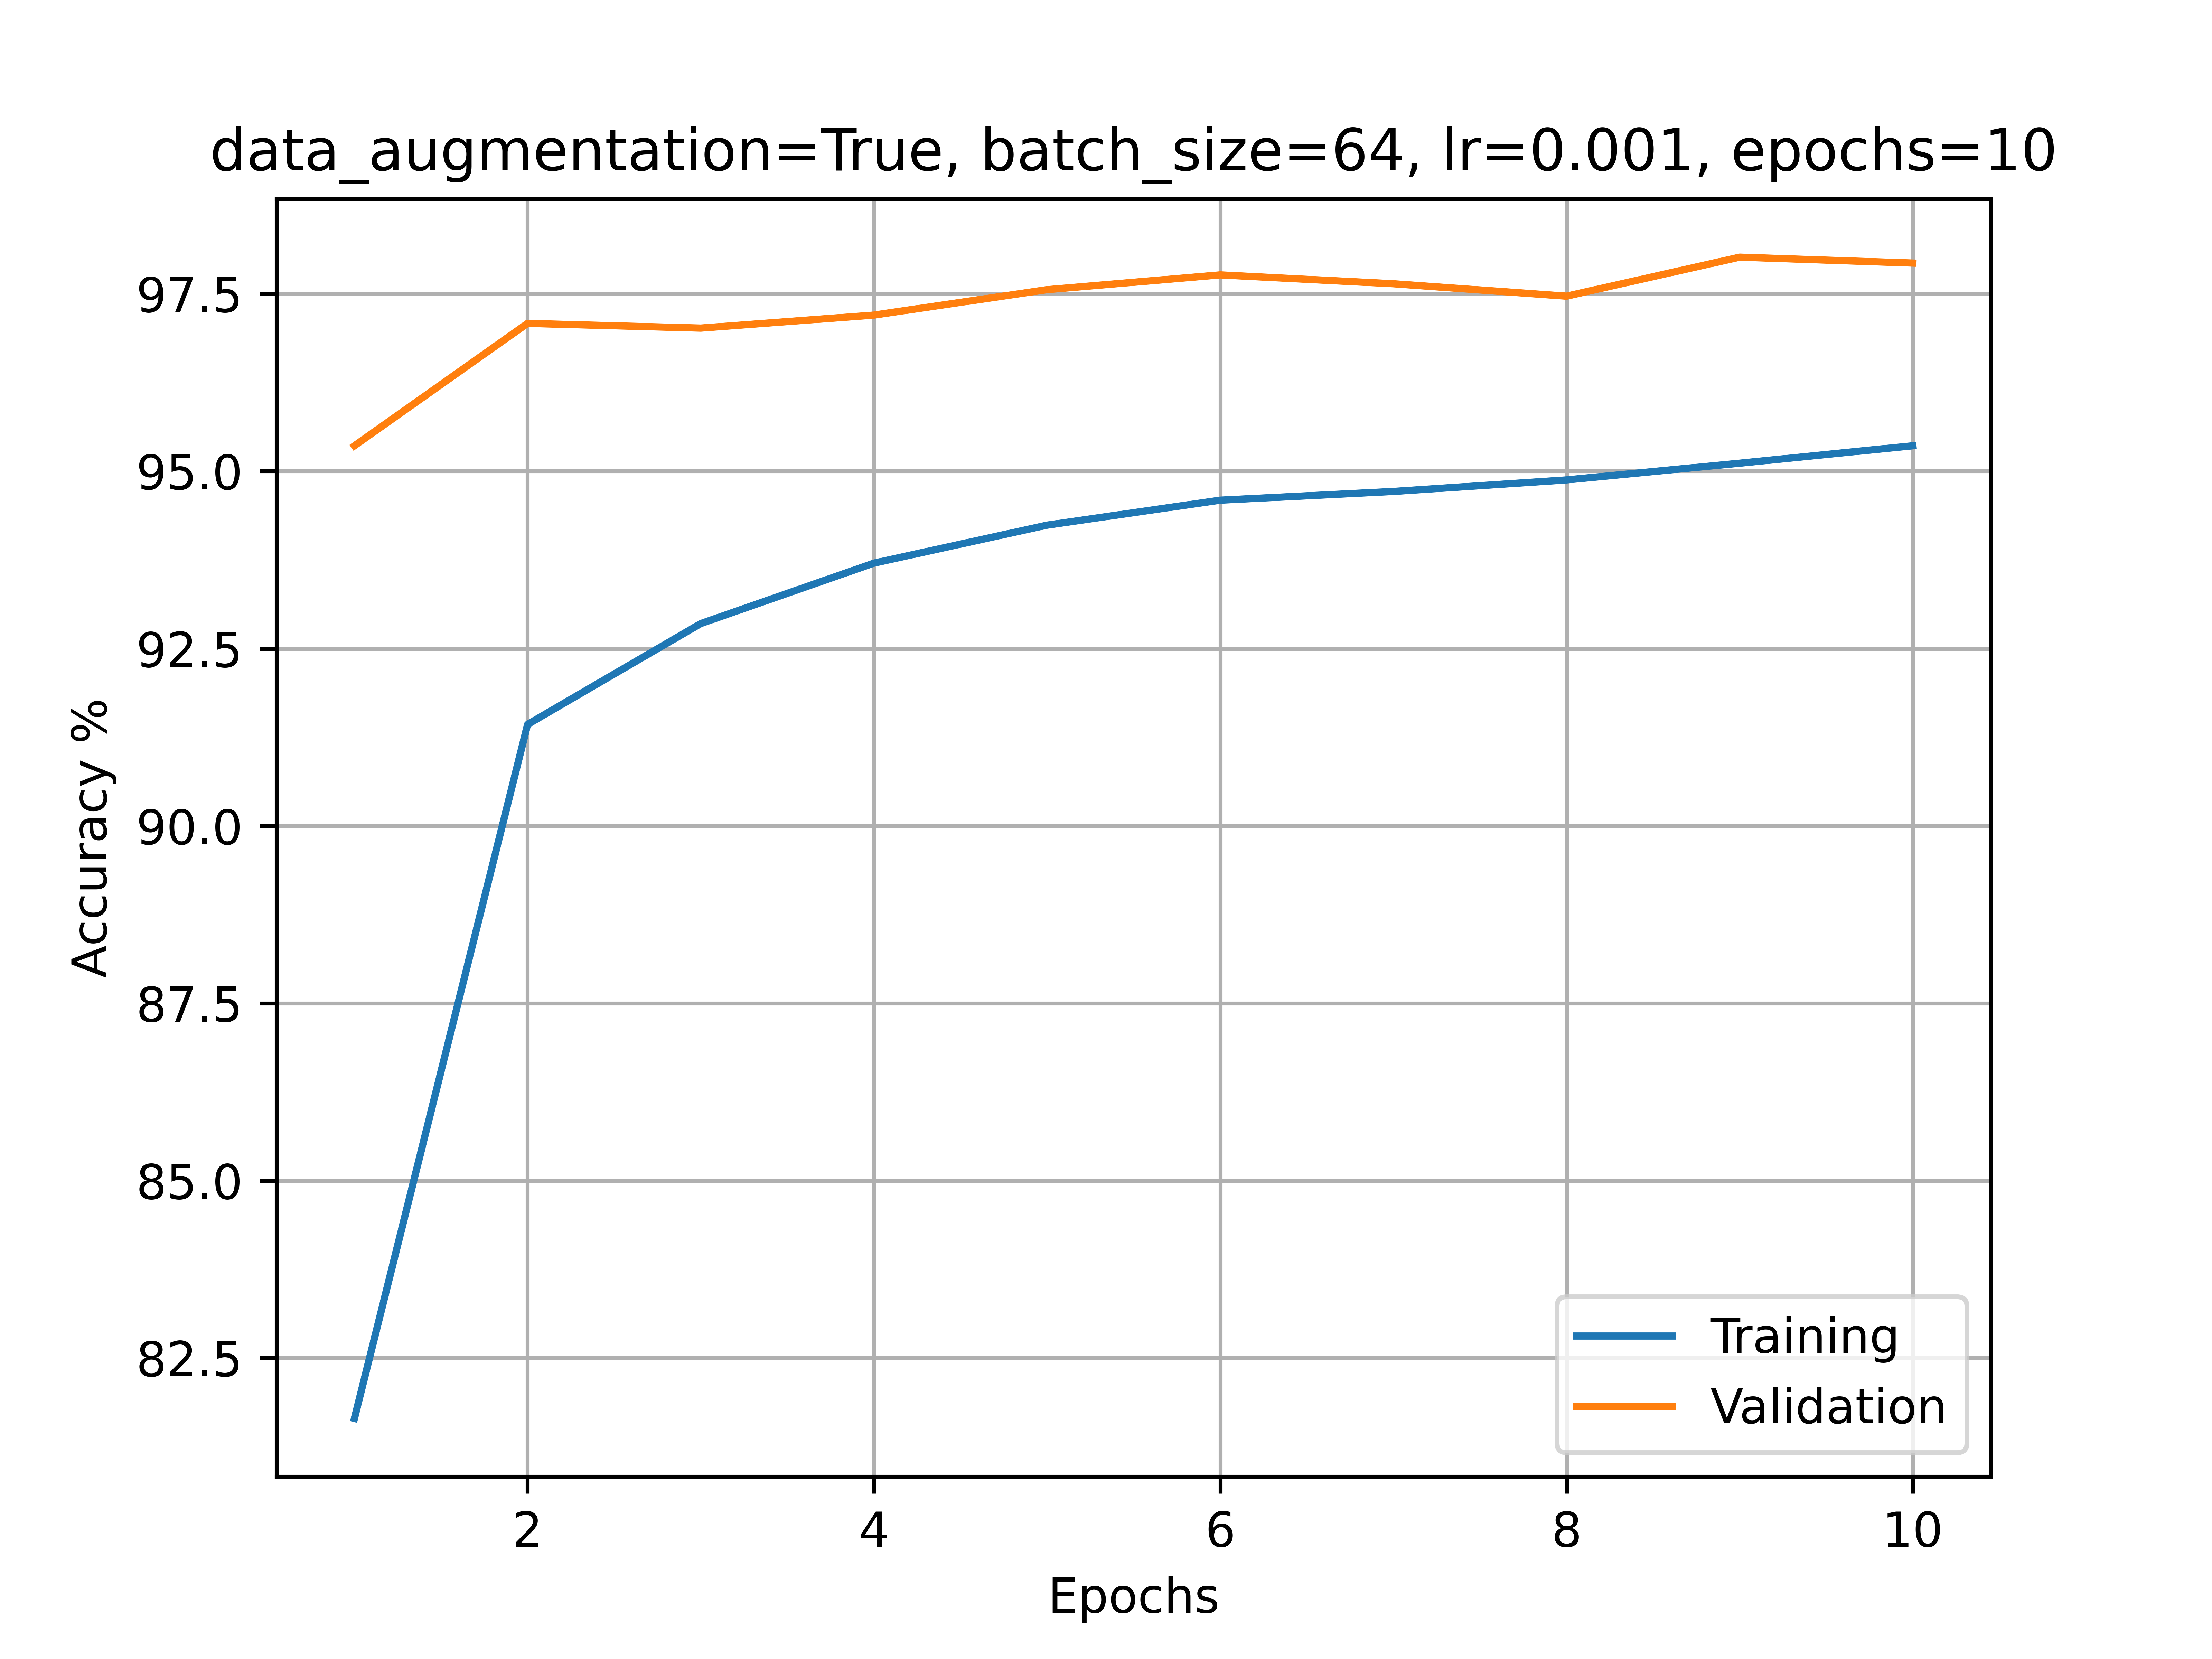 data_augmentation=True, batch_size=64, lr=0.001, epochs=10
97.5
95.0
92.5
90.0
87.5
85.0
82.5
Accuracy %
2 4 6 8 10
Epochs
Training
Validation